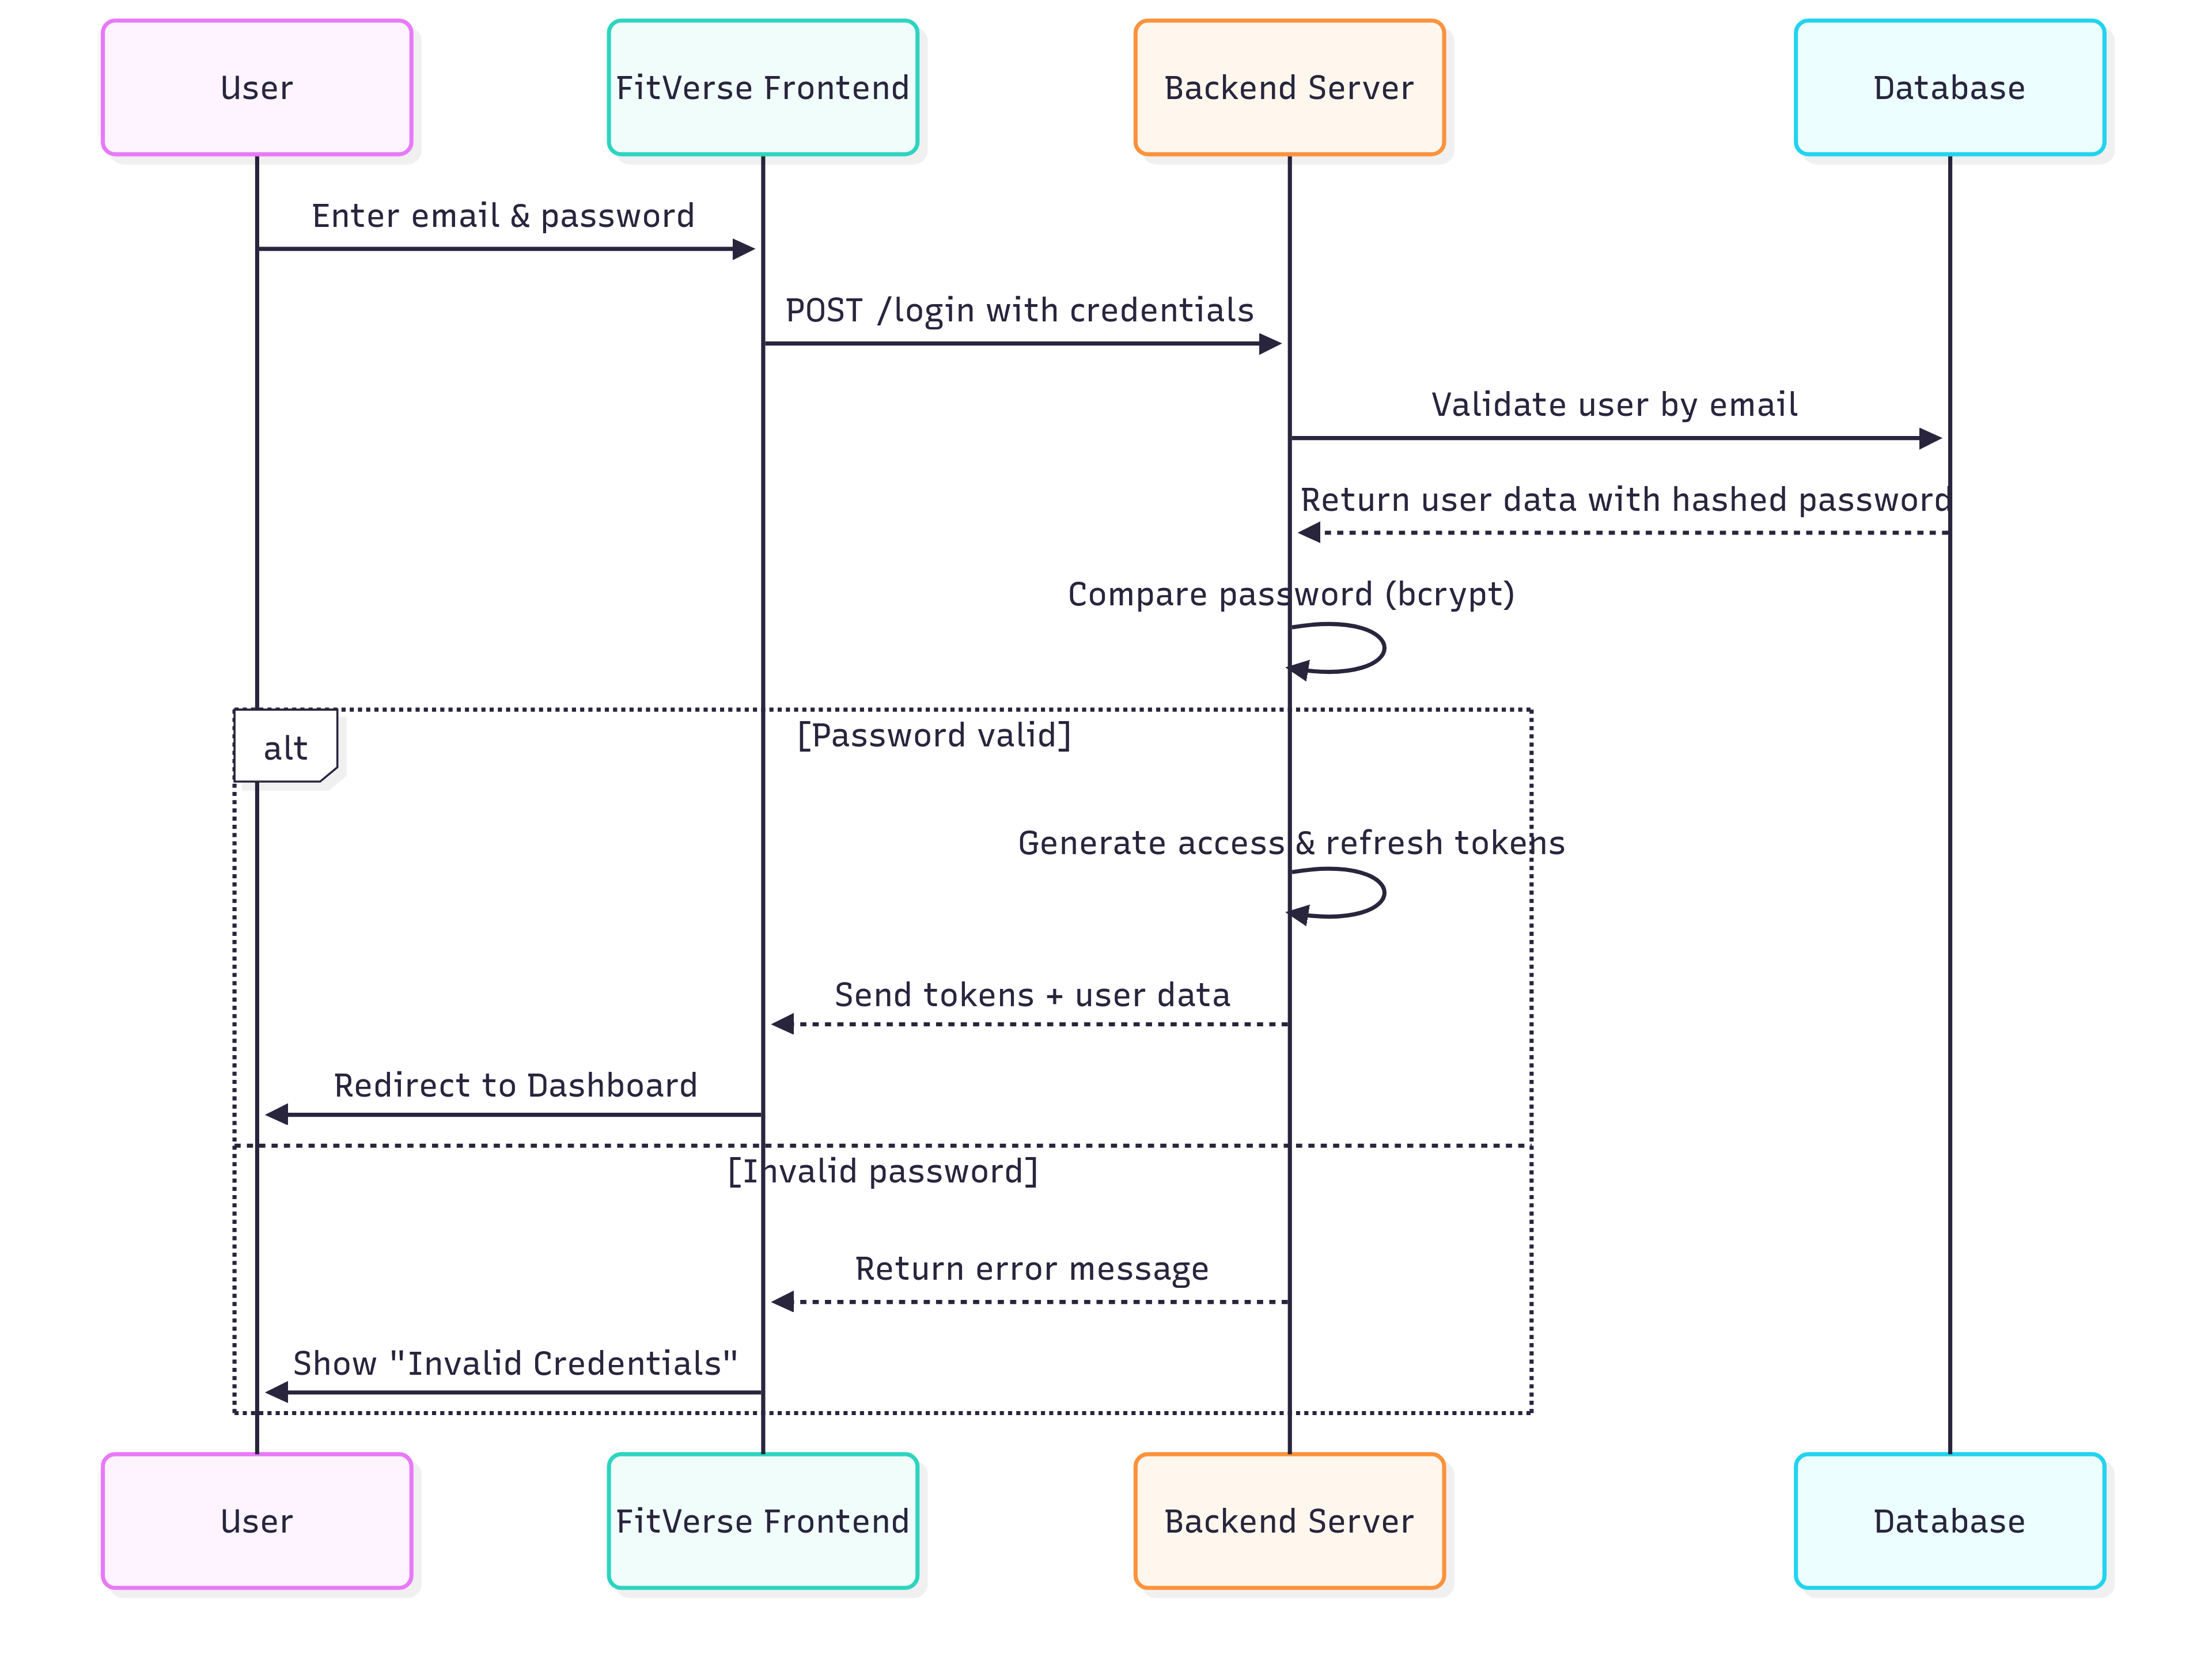 User
FitVerse Frontend
Backend Server
Database
Enter email & password
POST /login with credentials
Validate user by email
Return user data with hashed password
Compare password (bcrypt)
alt
[Password valid]
Generate access & refresh tokens
Send tokens + user data
Redirect to Dashboard
[Invalid password]
Return error message
Show "Invalid Credentials"
User
FitVerse Frontend
Backend Server
Database